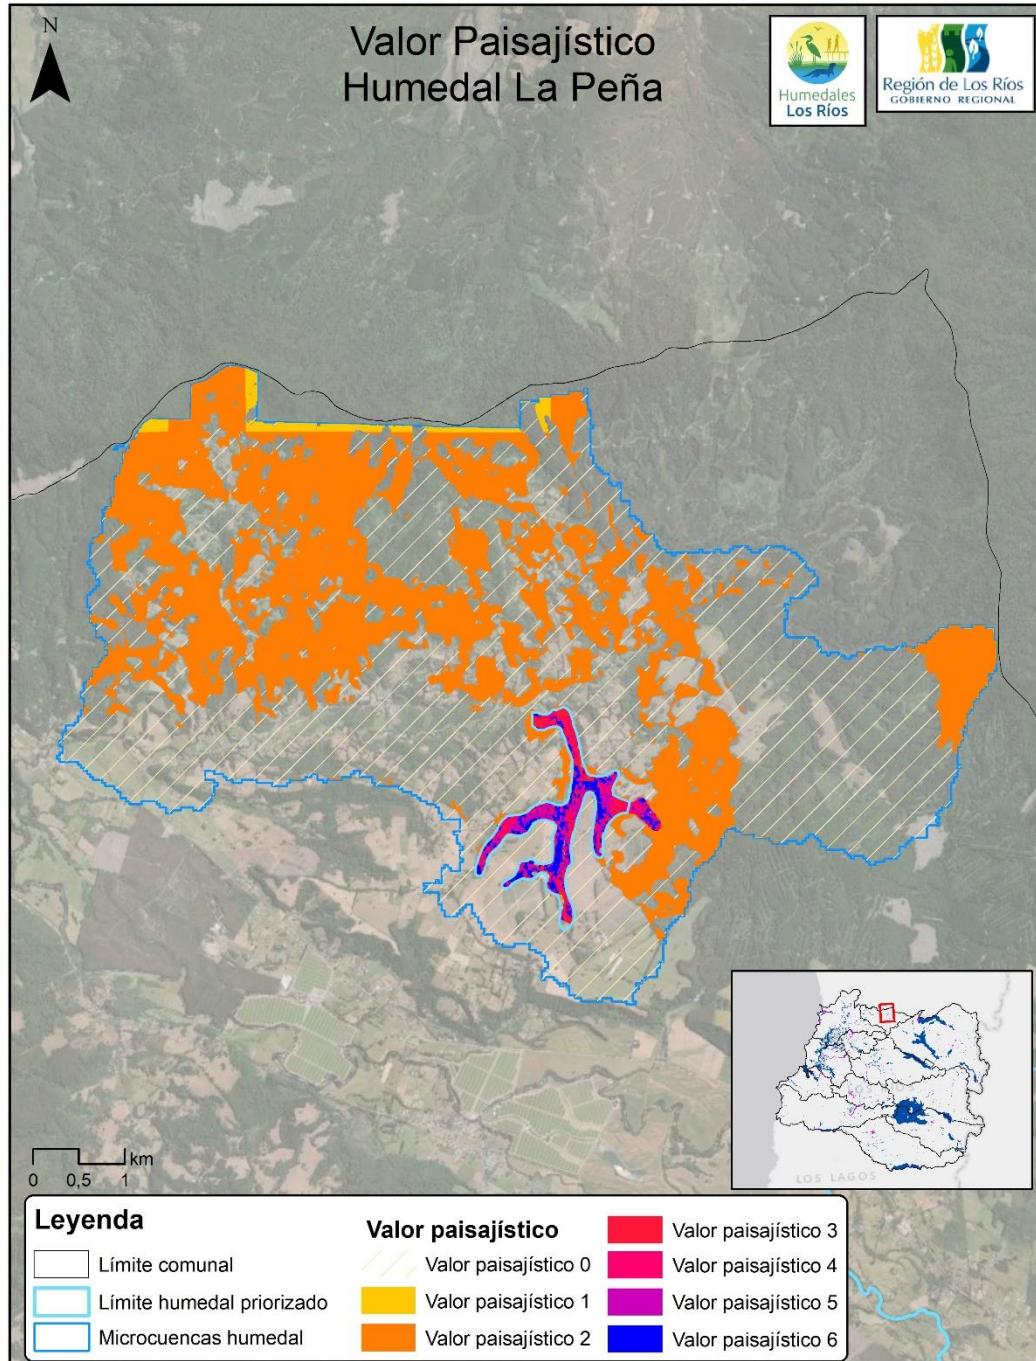 N
Valor Paisajístico
Humedal La Peña
Humedales
Los Ríos
Región de Los Ríos
GOBIERNO REGIONAL
km
0 0,5 1
LOS LAGOS
Leyenda
Límite comunal
Límite humedal priorizado
Microcuencas humedal
Valor paisajístico
Valor paisajístico 0
Valor paisajístico 1
Valor paisajístico 2
Valor paisajístico 3
Valor paisajístico 4
Valor paisajístico 5
Valor paisajístico 6